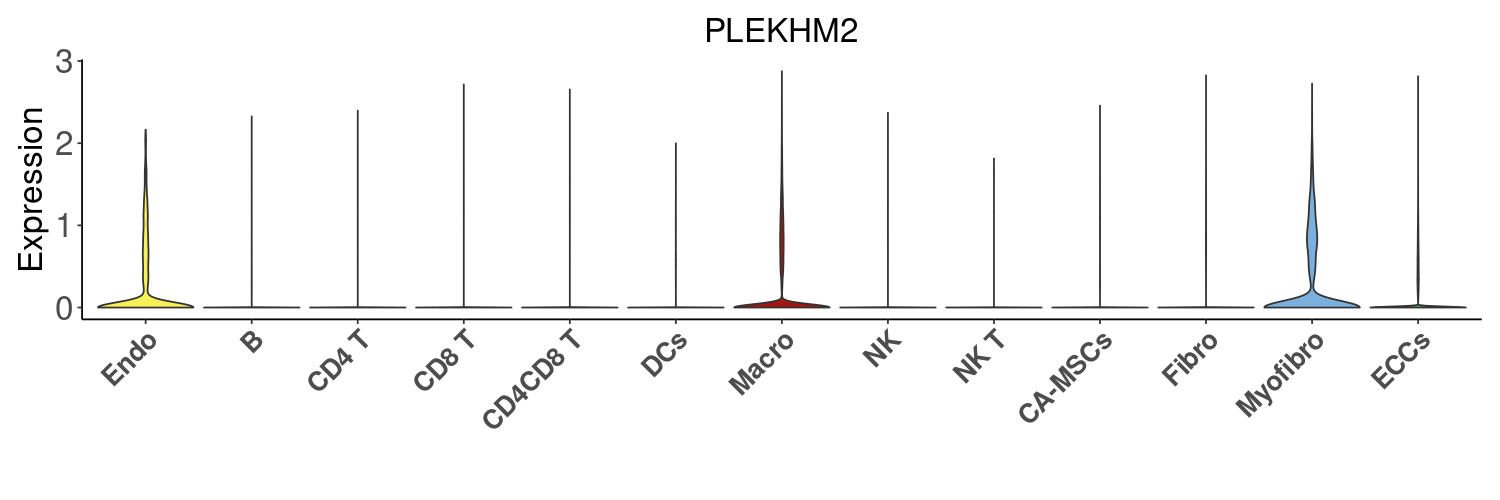 PLEKHM2
Expression
3
2
1
0
Endo
B
CD4 T
CD8 T
CD4CD8 T
DCs
Macro
NK
NK T
CA-MSCs
Fibro
Myofibro
ECCs